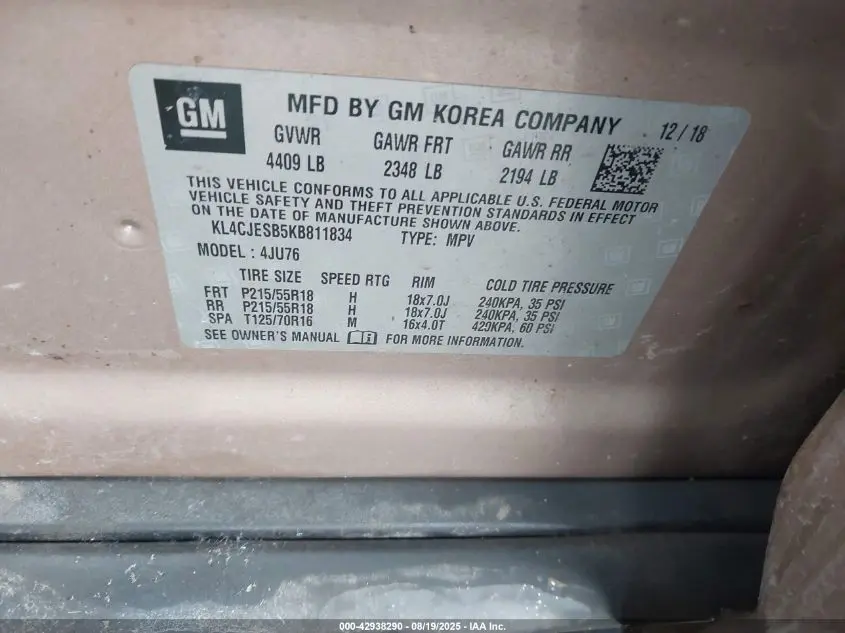 GM
MFD BY GM KOREA COMPANY 12/18
GVWR GAWR FRT GAWR RR
4409 LB 2348 LB 2194 LB
THIS VEHICLE CONFORMS TO ALL APPLICABLE U.S. FEDERAL MOTOR
VEHICLE SAFETY AND THEFT PREVENTION STANDARDS IN EFFECT
ON THE DATE OF MANUFACTURE SHOWN ABOVE.
KL4CJESB5KB811834 TYPE: MPV
MODEL: 4JU76
TIRE SIZE SPEED RTG RIM COLD TIRE PRESSURE
FRT P215/55R18 H 18x7.0J 240KPA, 35 PSI
RR P215/55R18 H 18x7.0J 240KPA, 35 PSI
SPA T125/70R16 M 16x4.0T 420KPA, 60 PSI
SEE OWNER'S MANUAL FOR MORE INFORMATION.
000-42938290 - 08/19/2025 - IAA Inc.